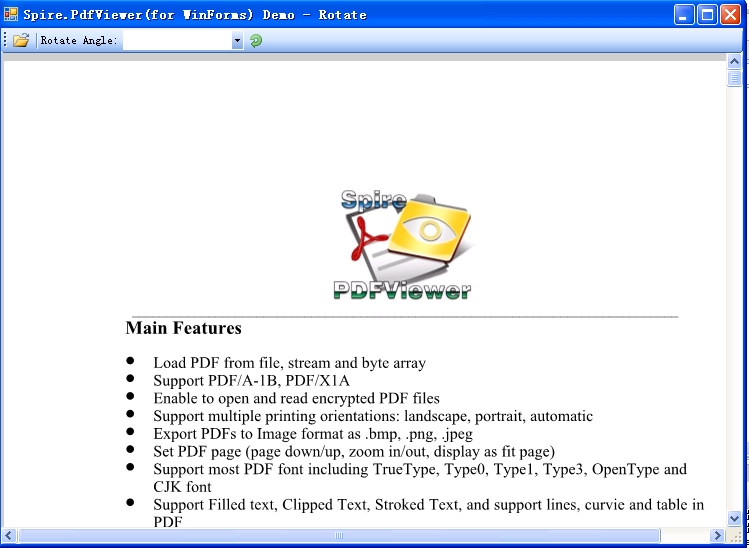 Spire.PdfViewer(for WinForms) Demo - Rotate
Rotate Angle:
Spire
PDFViewer
Main Features
● Load PDF from file, stream and byte array
● Support PDF/A-1B, PDF/X1A
● Enable to open and read encrypted PDF files
● Support multiple printing orientations: landscape, portrait, automatic
● Export PDFs to Image format as .bmp, .png, .jpeg
● Set PDF page (page down/up, zoom in/out, display as fit page)
● Support most PDF font including TrueType, Type0, Type1, Type3, OpenType and
CJK font
● Support Filled text, Clipped Text, Stroked Text, and support lines, curvie and table in
PDF